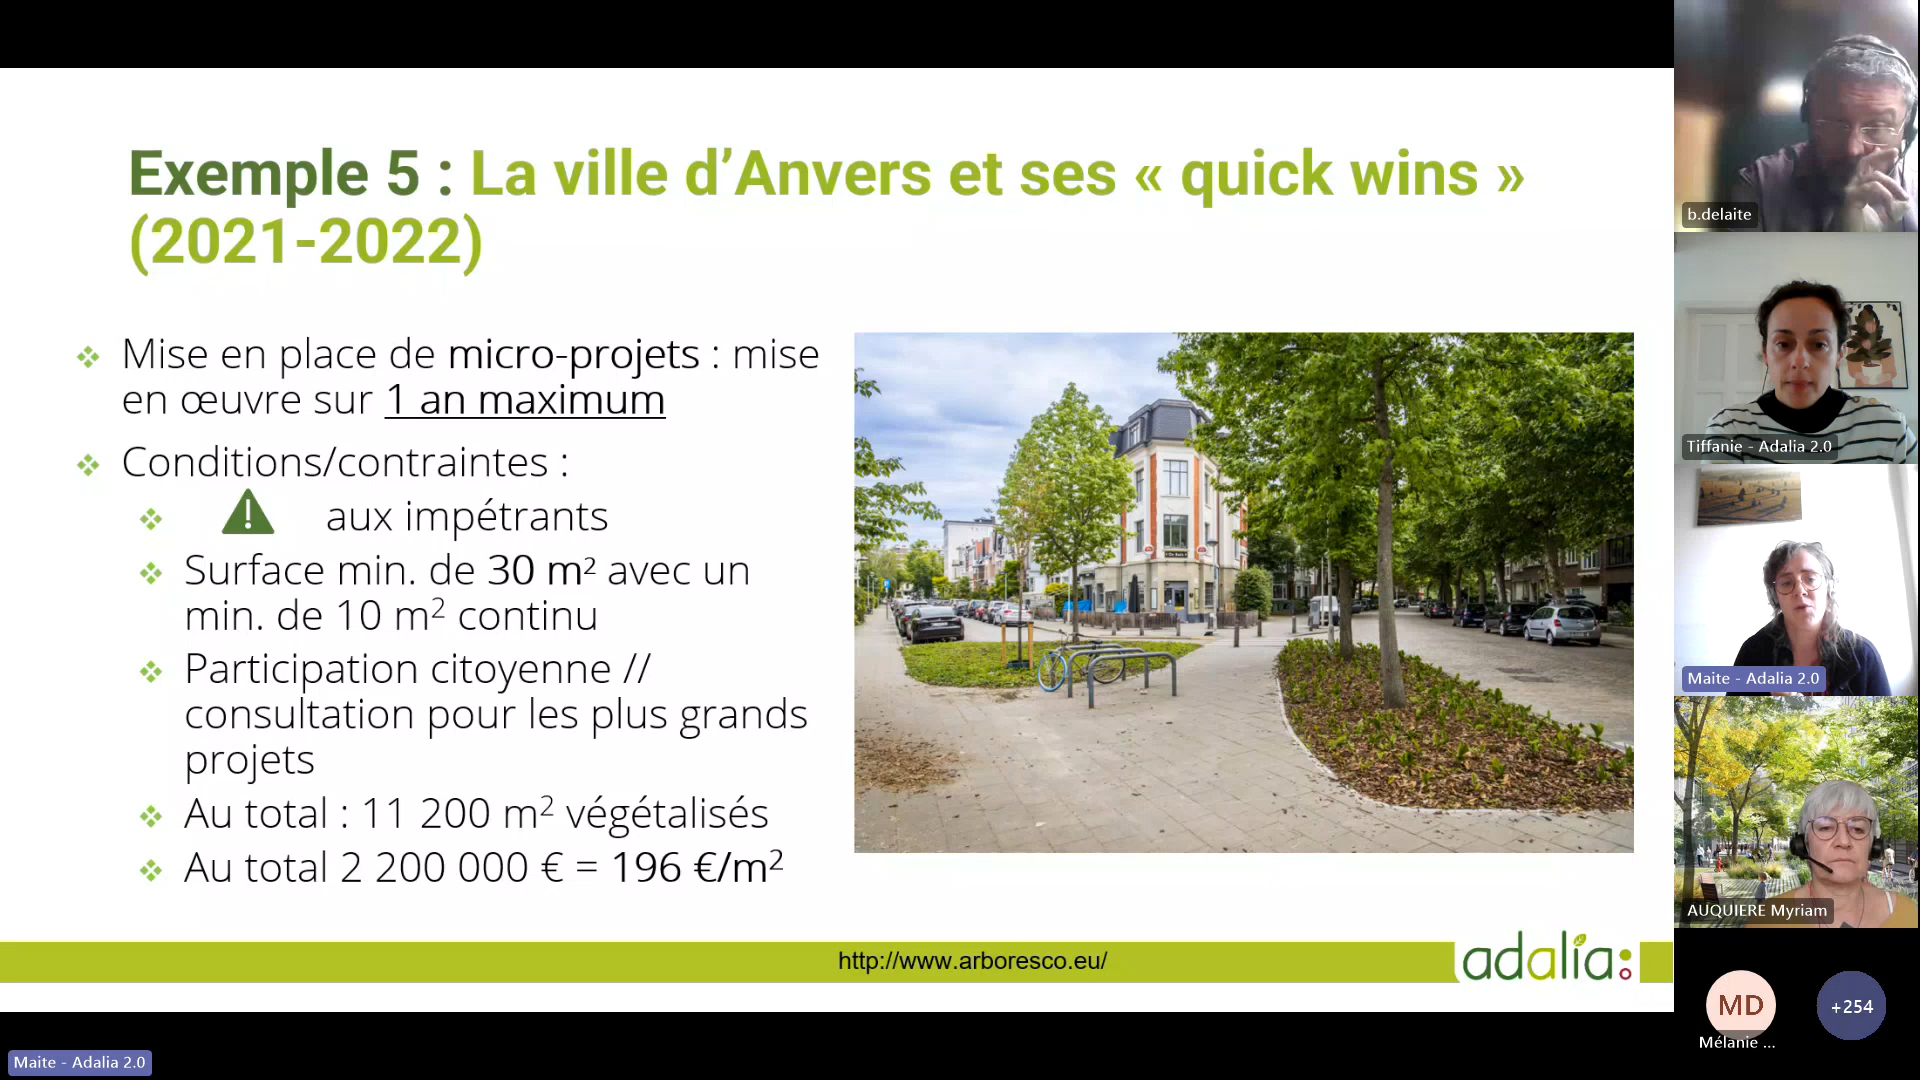 Exemple 5 : La ville d’Anvers et ses « quick wins »
(2021-2022)
Mise en place de micro-projets : mise
en œuvre sur 1 an maximum
Conditions/contraintes :
aux impétrants
Surface min. de 30 m² avec un
min. de 10 m² continu
Participation citoyenne //
consultation pour les plus grands
projets
Au total : 11 200 m² végétalisés
Au total 2 200 000 € = 196 €/m²
http://www.arboresco.eu/
adalia
b.delaite
Tiffanie - Adalia 2.0
Maite - Adalia 2.0
AUQUIERE Myriam
MD
+254
Mélanie ...
Maite - Adalia 2.0